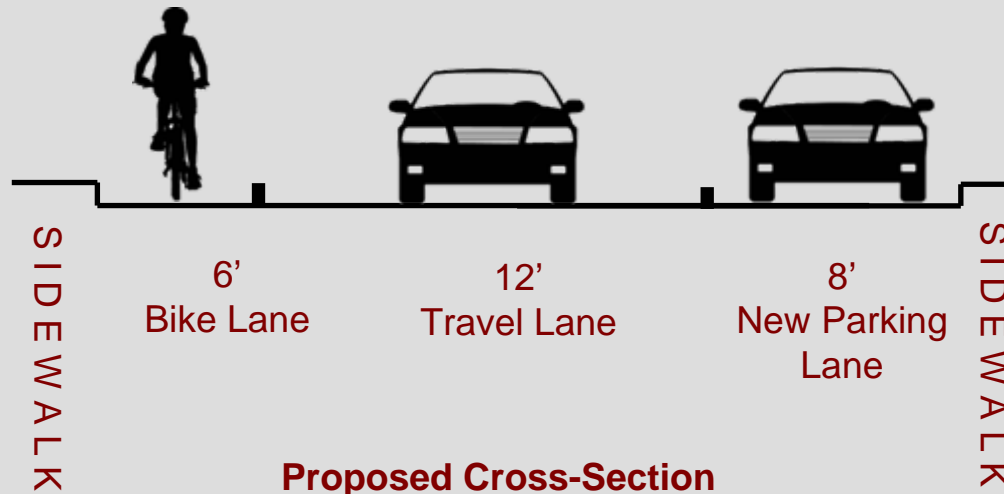 SIDEWALK
6’
Bike Lane
12’
Travel Lane
8’
New Parking
Lane
SIDEWALK
Proposed Cross-Section